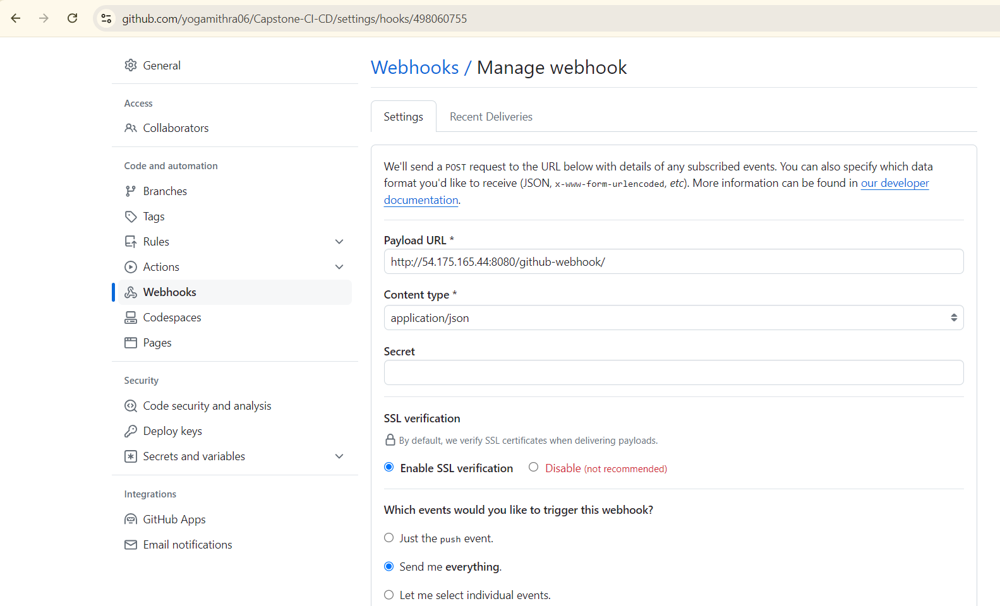 github.com/yogamithra06/Capstone-CI-CD/settings/hooks/498060755
General
Access
Collaborators
Code and automation
Branches
Tags
Rules
Actions
Webhooks
Codespaces
Pages
Security
Code security and analysis
Deploy keys
Secrets and variables
Integrations
GitHub Apps
Email notifications
Webhooks / Manage webhook
Settings
Recent Deliveries
We'll send a POST request to the URL below with details of any subscribed events. You can also specify which data
format you'd like to receive (JSON, x-www-form-urlencoded, etc). More information can be found in our developer
documentation.
Payload URL *
http://54.175.165.44:8080/github-webhook/
Content type *
application/json
Secret
SSL verification
By default, we verify SSL certificates when delivering payloads.
Enable SSL verification
Disable (not recommended)
Which events would you like to trigger this webhook?
Just the push event.
Send me everything.
Let me select individual events.